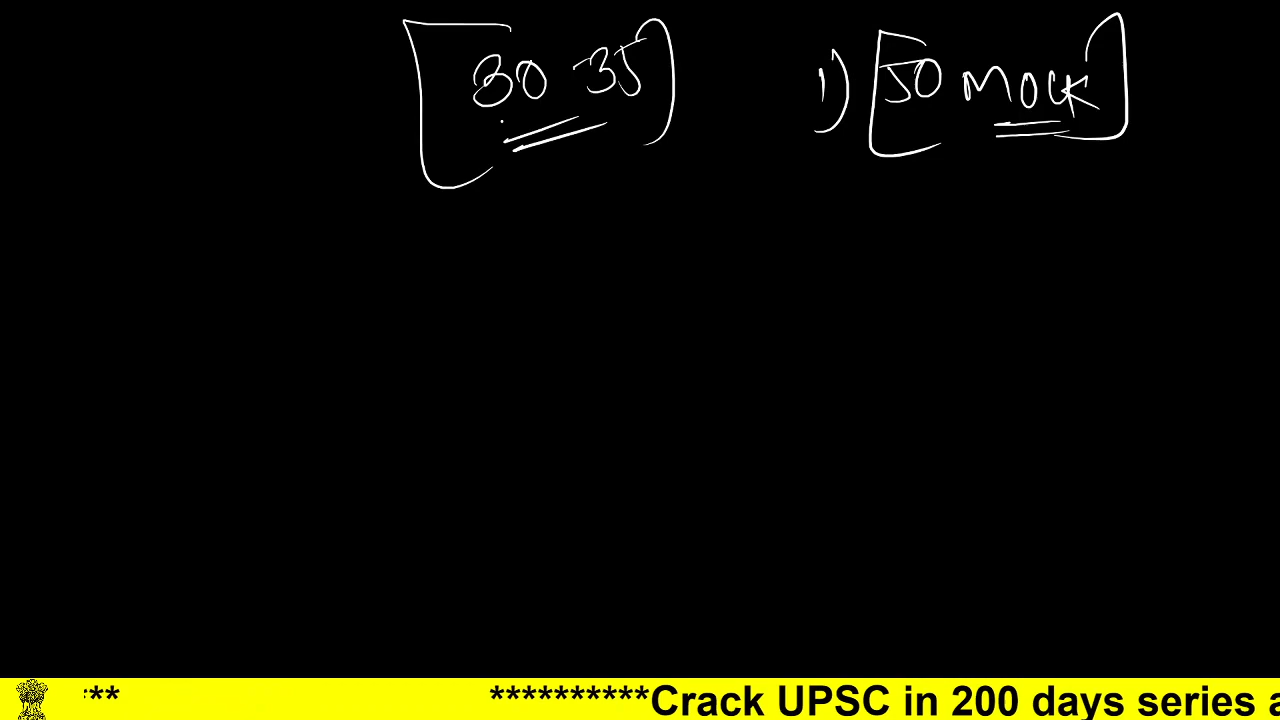 30 35 1) 50 Mock
*** **********Crack UPSC in 200 days series a